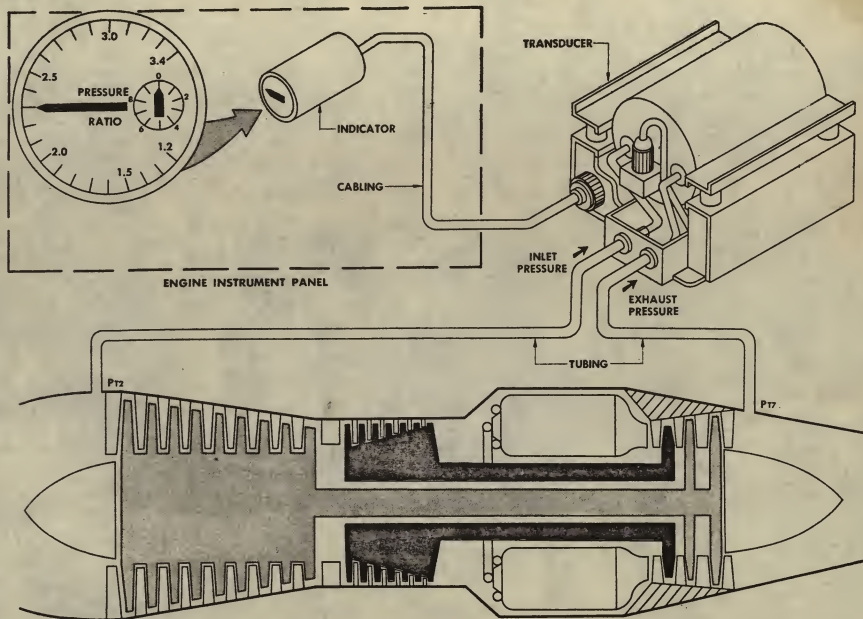 3.0
3.4
2.5
PRESSURE
RATIO
0
2
4
6
8
2.0
1.5
1.2
INDICATOR
CABLING
TRANSDUCER
INLET
PRESSURE
EXHAUST
PRESSURE
ENGINE INSTRUMENT PANEL
TUBING
PT2
PT7